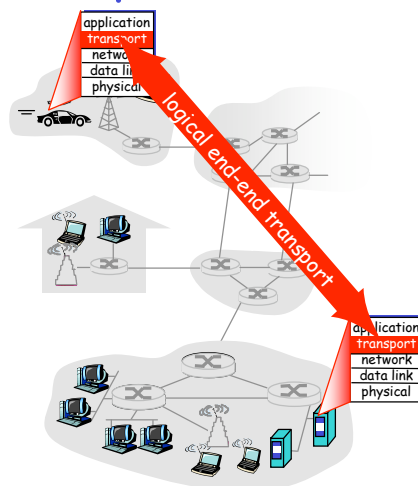 application
transport
network
data link
physical
logical end-end transport
application
transport
network
data link
physical